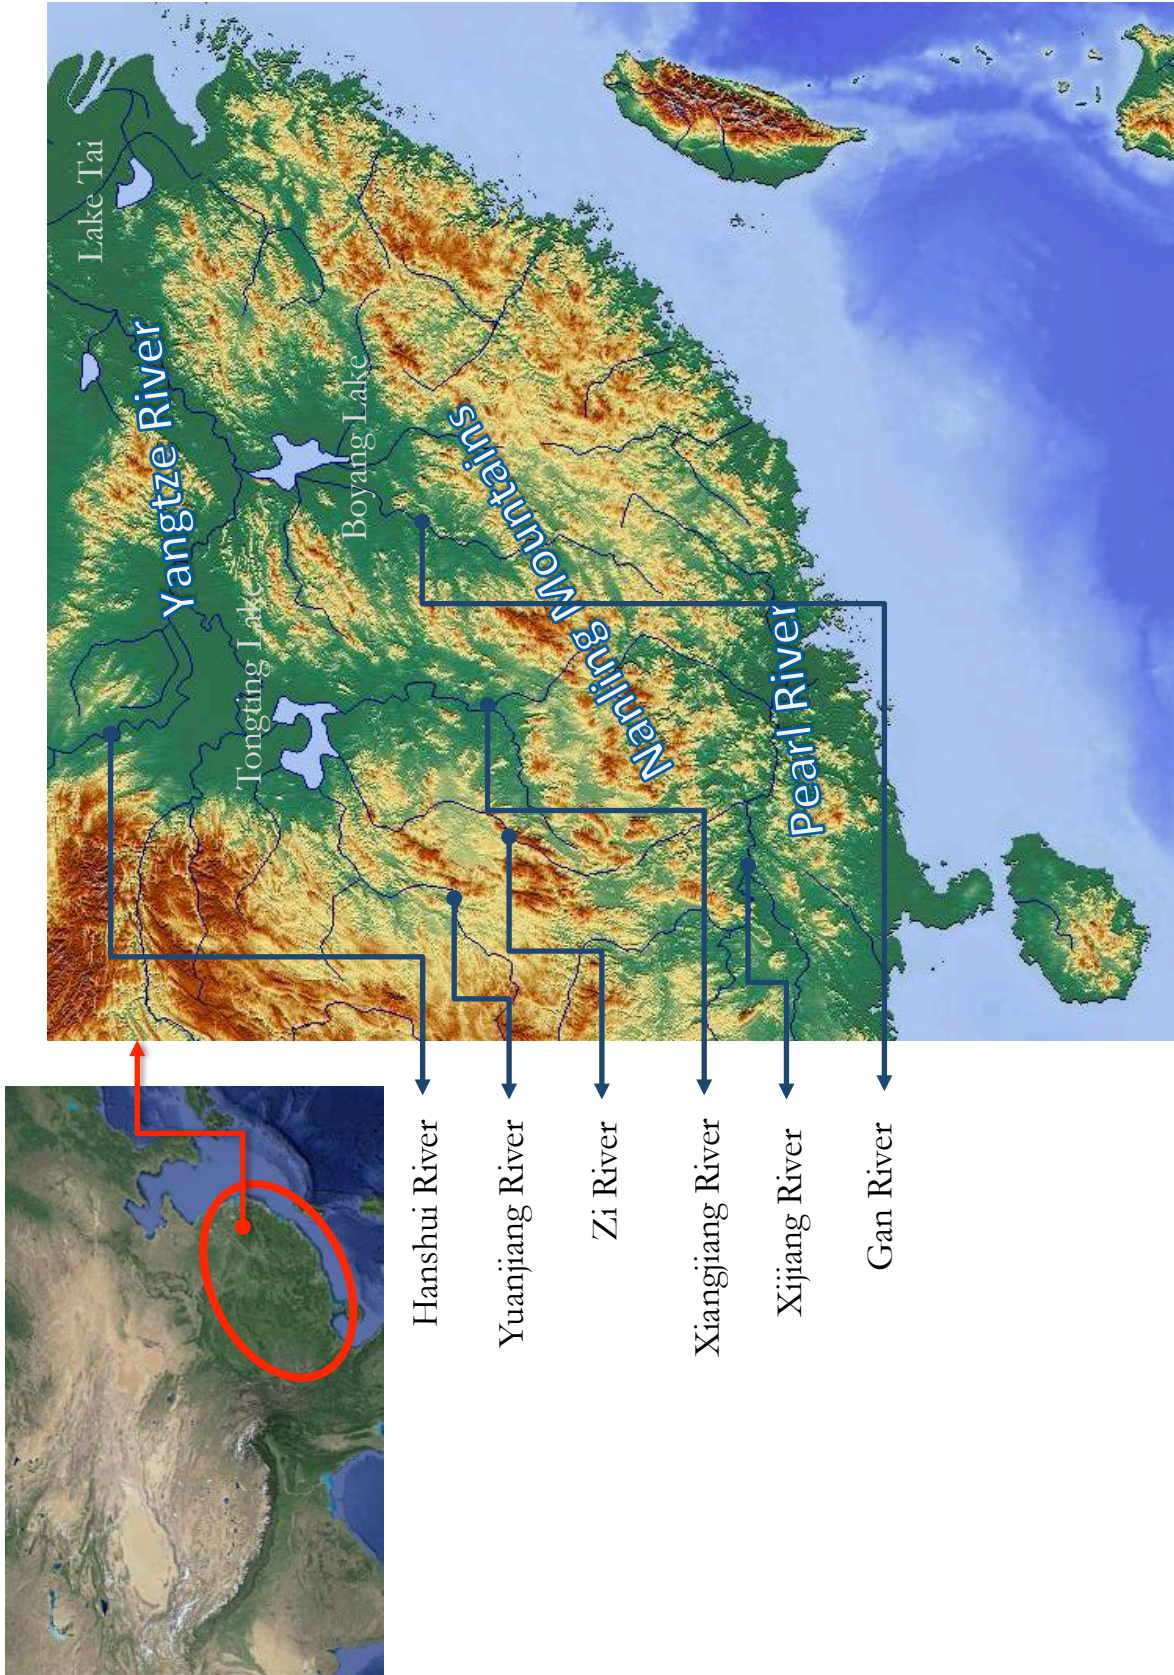 Lake Tai
Yangtze River
Boyang Lake
Tongting Lake
Nanling Mountains
Pearl River
Hanshui River
Yuanjiang River
Zi River
Xiangjiang River
Xijiang River
Gan River